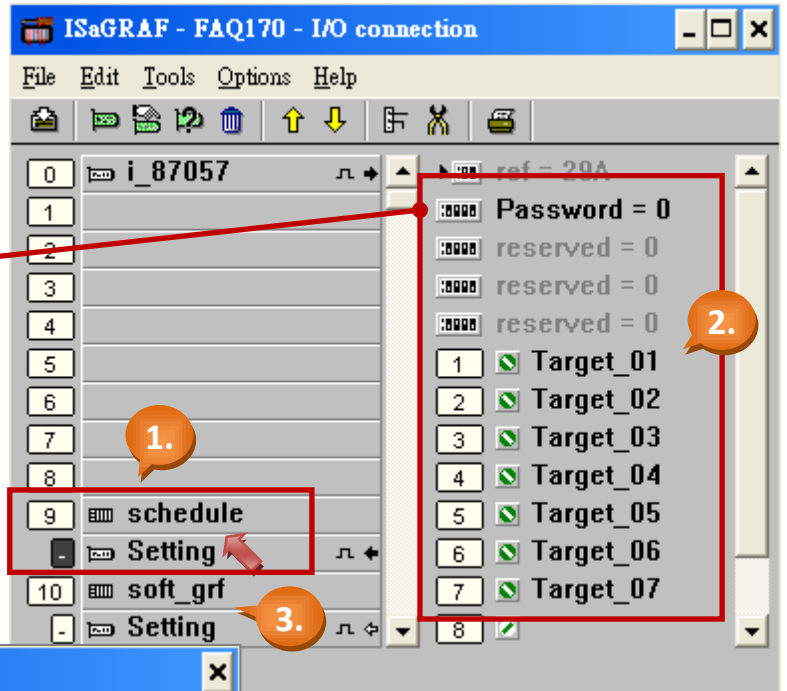 ISaGRAF - FAQ170 - I/O connection
File Edit Tools Options Help
0 i_87057
1
2
3
4
5
6
7
8
1.
9 schedule
- Setting
10 soft_grf
- Setting
3.
ref = 29A
Password = 0
reserved = 0
reserved = 0
reserved = 0
2.
1 Target_01
2 Target_02
3 Target_03
4 Target_04
5 Target_05
6 Target_06
7 Target_07
8